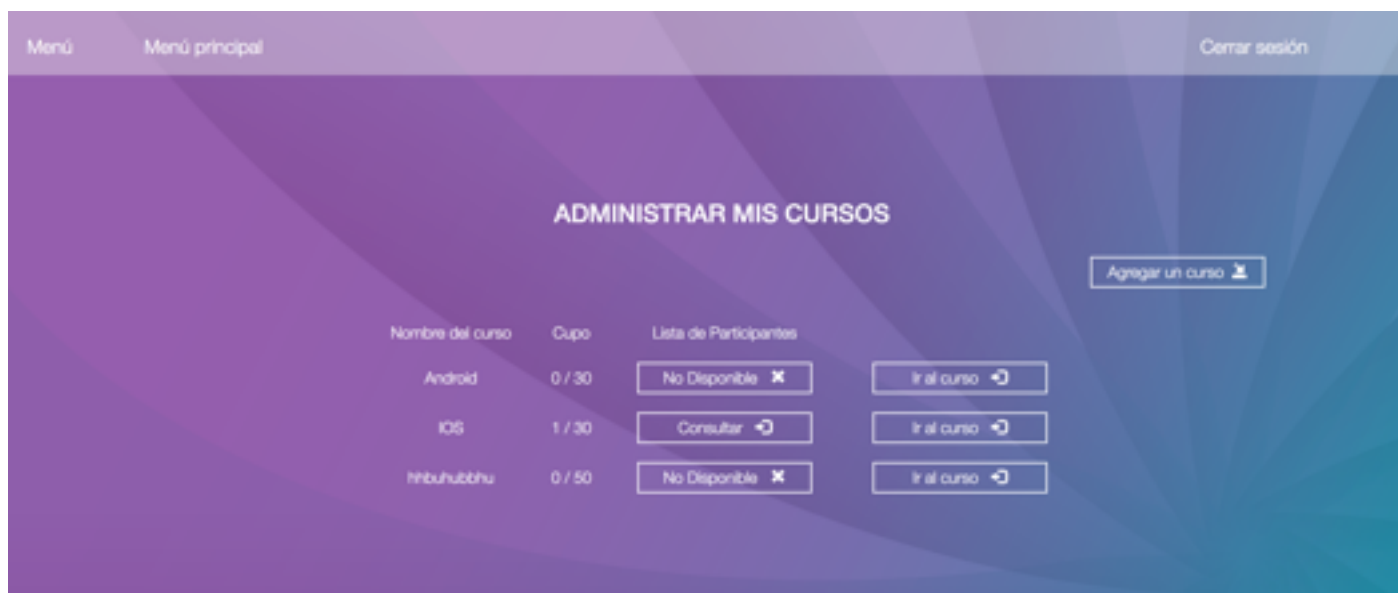 Menú Menú principal Cerrar sesión
ADMINISTRAR MIS CURSOS
Agregar un curso
Nombre del curso Cupo Lista de Participantes
Android 0 / 30 No Disponible Ir al curso
IOS 1 / 30 Consultar Ir al curso
hhbuhubbhu 0 / 50 No Disponible Ir al curso